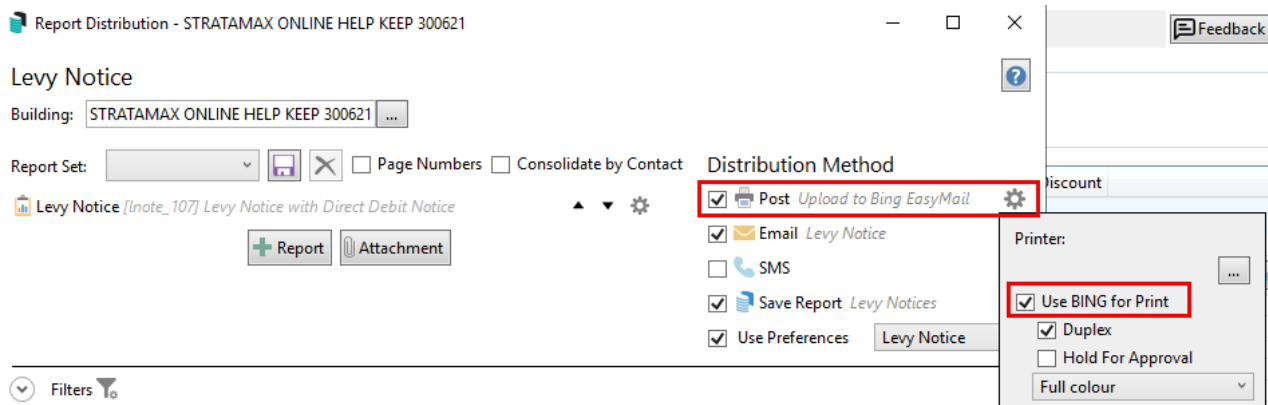 Report Distribution - STRATAMAX ONLINE HELP KEEP 300621
Feedback
Levy Notice
Building: STRATAMAX ONLINE HELP KEEP 300621 ...
Report Set: Page Numbers Consolidate by Contact
Levy Notice [lnote_107] Levy Notice with Direct Debit Notice
Report Attachment
Distribution Method
Post Upload to Bing EasyMail
Email Levy Notice
SMS
Save Report Levy Notices
Use Preferences Levy Notice
iscount
Printer:
...
Use BING for Print
Duplex
Hold For Approval
Full colour
Filters